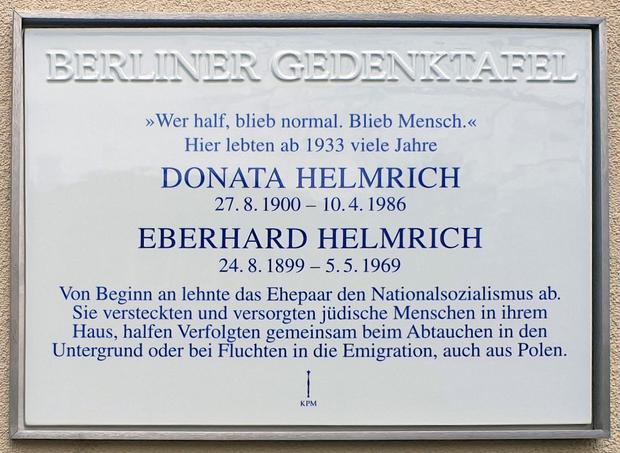 BERLINER GEDENKTAFEL
»Wer half, blieb normal. Blieb Mensch.«
Hier lebten ab 1933 viele Jahre
DONATA HELMRICH
27. 8. 1900 – 10. 4. 1986
EBERHARD HELMRICH
24. 8. 1899 – 5. 5. 1969
Von Beginn an lehnte das Ehepaar den Nationalsozialismus ab.
Sie versteckten und versorgten jüdische Menschen in ihrem
Haus, halfen Verfolgten gemeinsam beim Abtauchen in den
Untergrund oder bei Fluchten in die Emigration, auch aus Polen.
KPM